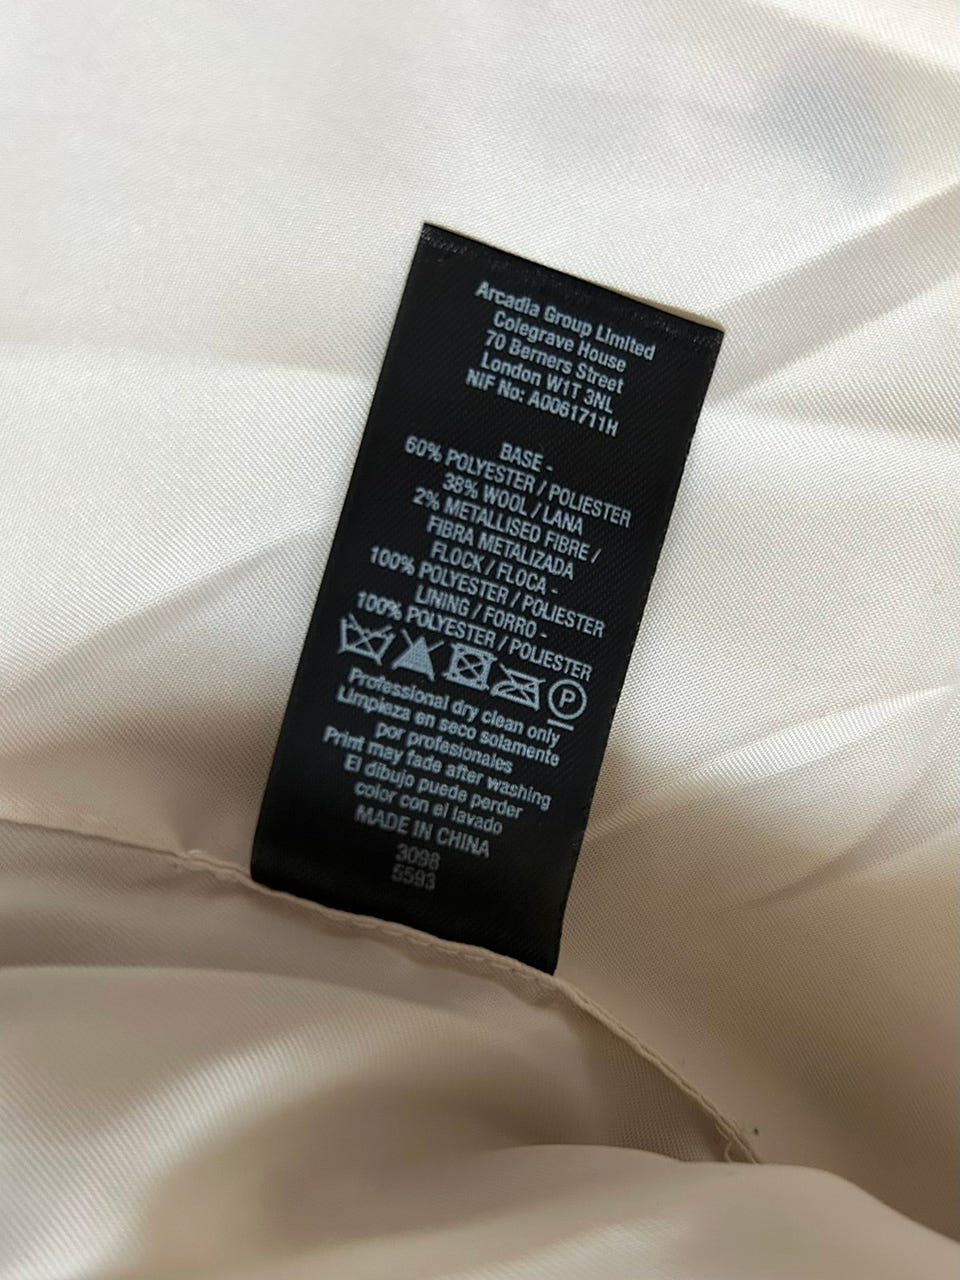 Arcadia Group Limited
Colegrave House
70 Berners Street
London W1T 3NL
NIF No: A0061711H
BASE -
60% POLYESTER / POLIESTER
38% WOOL / LANA
2% METALLISED FIBRE /
FIBRA METALIZADA
FLOCK / FLOCA -
100% POLYESTER / POLIESTER
LINING / FORRO -
100% POLYESTER / POLIESTER
P
Professional dry clean only
Limpieza en seco solamente
por profesionales
Print may fade after washing
El dibujo puede perder
color con el lavado
MADE IN CHINA
3098
5593